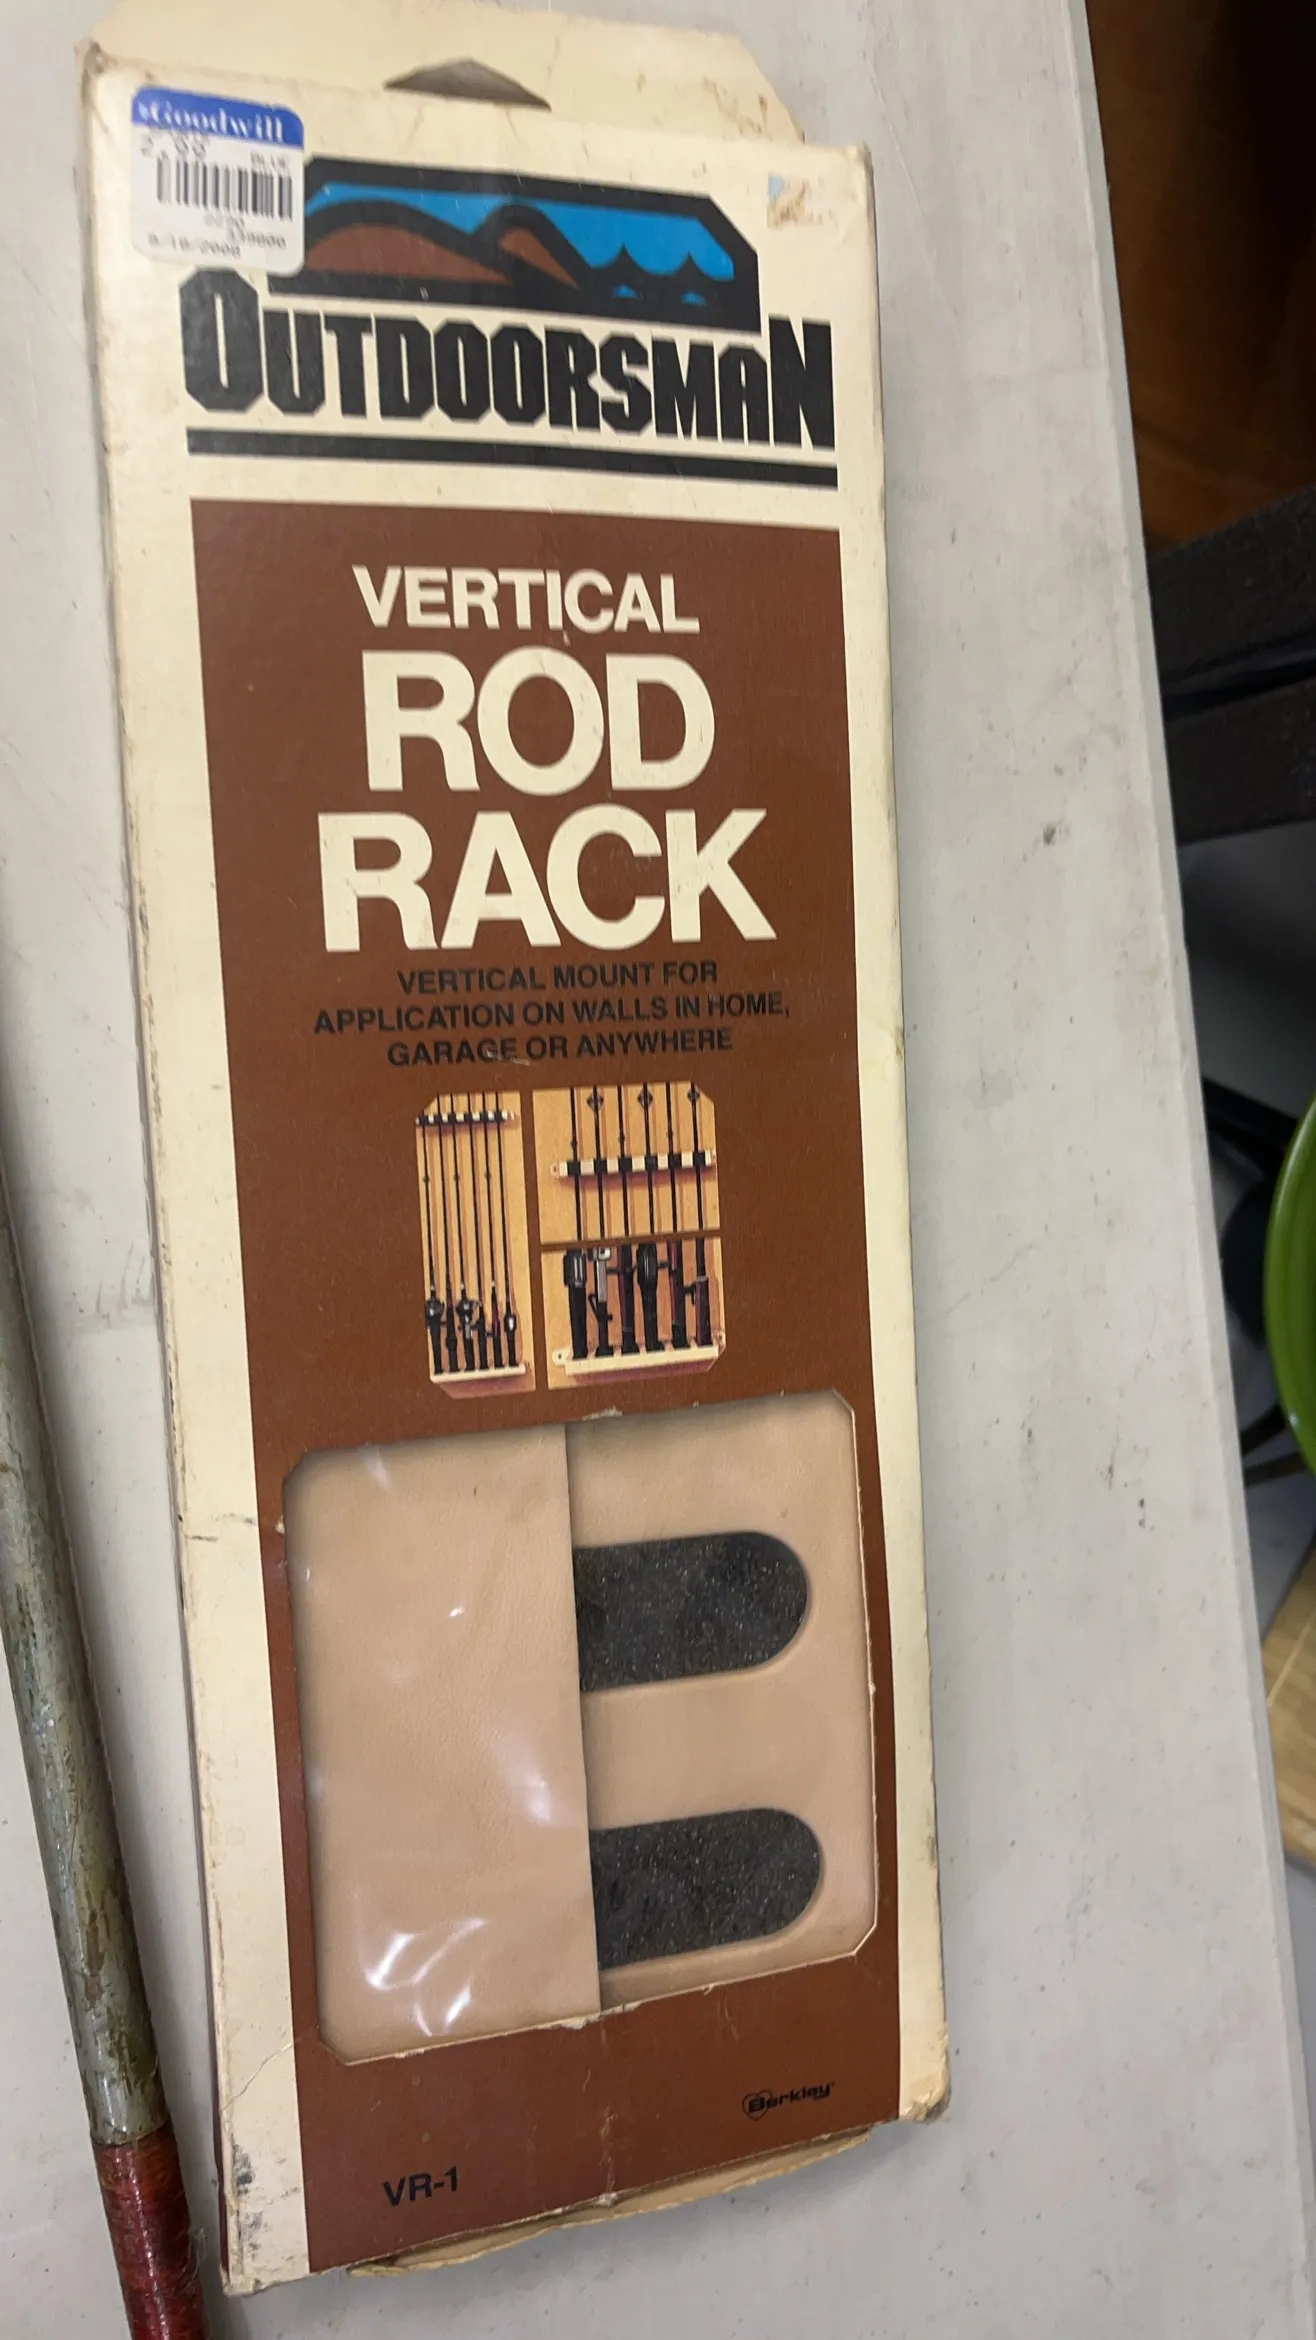 Goodwill
OUTDOORSMAN
VERTICAL
ROD
RACK
VERTICAL MOUNT FOR
APPLICATION ON WALLS IN HOME,
GARAGE OR ANYWHERE
Berkley
VR-1